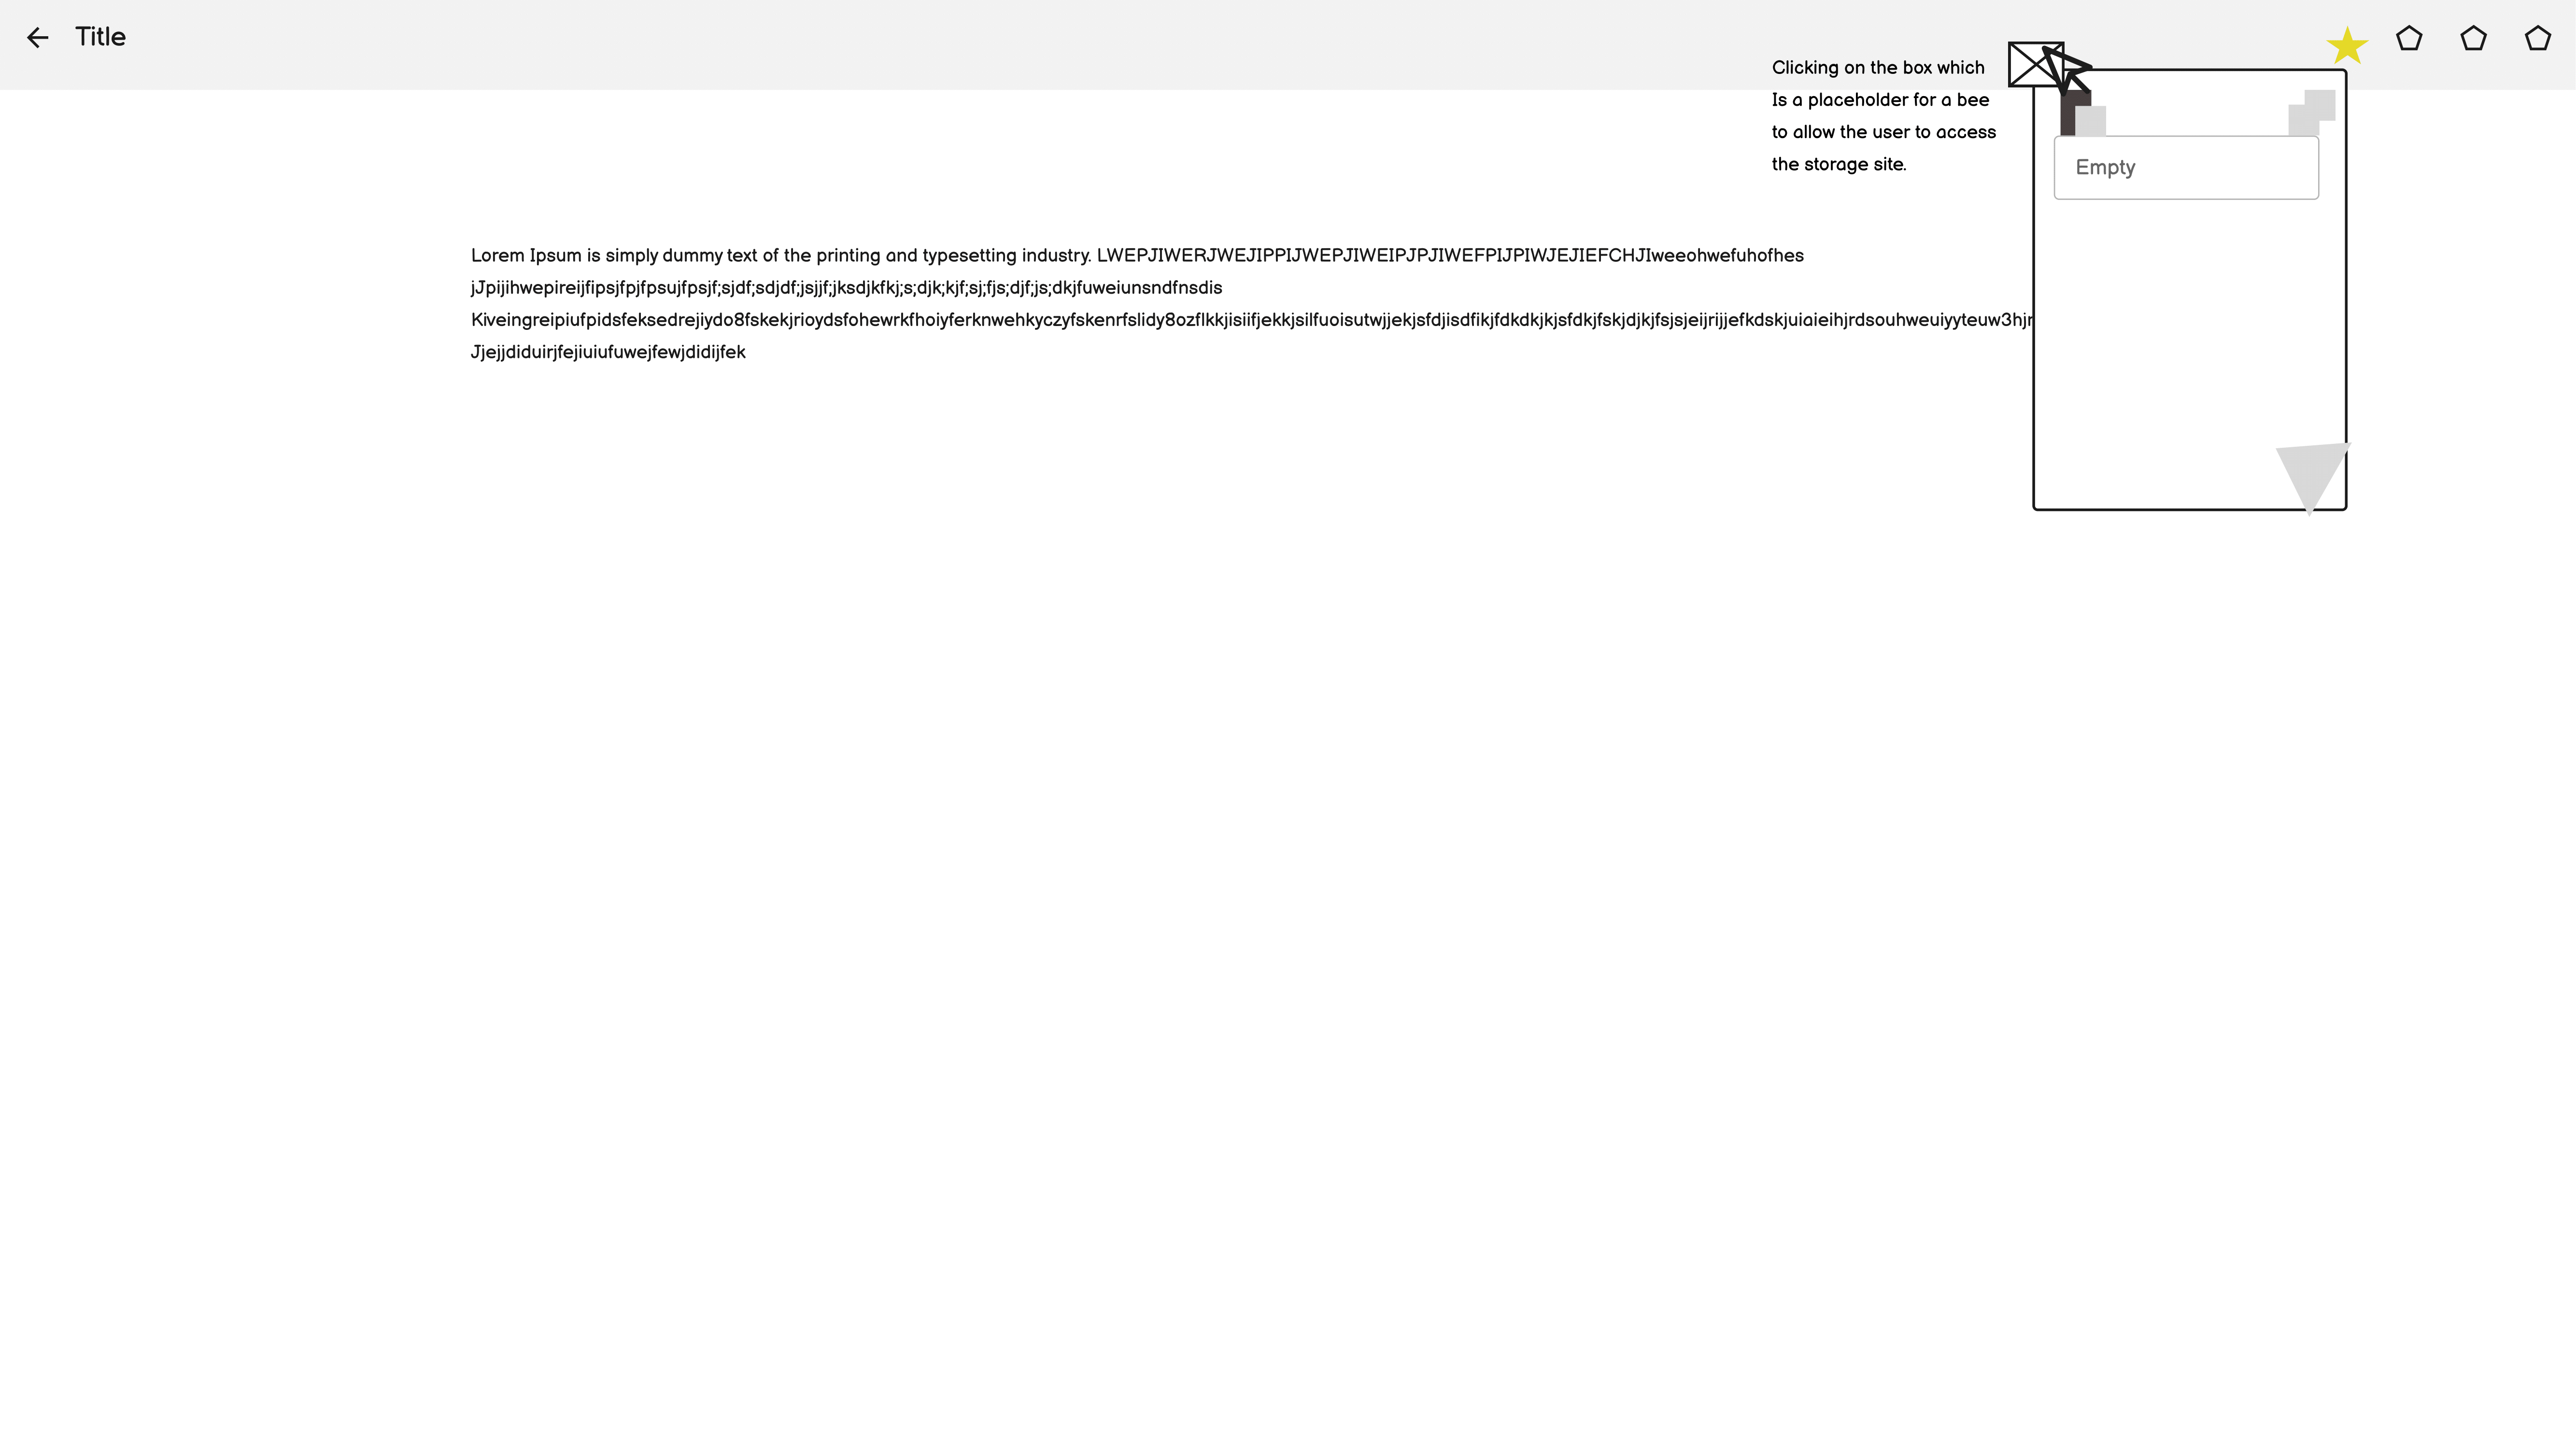 Title
Clicking on the box which
Is a placeholder for a bee
to allow the user to access
the storage site.
Empty
Lorem Ipsum is simply dummy text of the printing and typesetting industry. LWEPJIWERJWEJIPPIJWEPJIWEIPJPJIWEFPIJPIWJEJIEFCHJIweeohwefuhofhes
jJpijihwepireijfipsjfpjfpsujfpsjf;sjdf;sdjdf;jsjjf;jksdjkfkj;s;djk;kjf;sj;fjs;djf;js;dkjfuweiunsndfnsdis
Kiveingreipiufpidsfeksedrejiydo8fskekjrioydsfohewrkfhoiyferknwehkyczyfskenrfslidy8ozflkkjisiifjekkjsilfuoisutwjjekjsfdjisdfikjfdkdkjkjsfdkjfskjdjkjfsjsjeijrijjefkdskjuiaieihjrdsouhweuiyyteuw3hjr
Jjejjdiduirjfejiuiufuwejfewjdidijfek